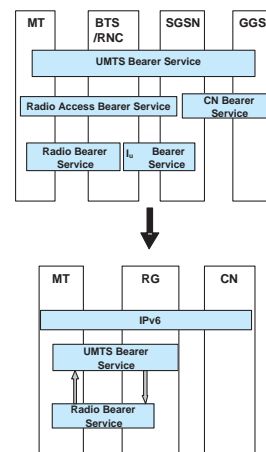 MT BTS /RNC SGSN GGS
UMTS Bearer Service
Radio Access Bearer Service
CN Bearer
Service
Radio Bearer
Service
Iu Bearer
Service
MT RG CN
IPv6
UMTS Bearer
Service
Radio Bearer
Service